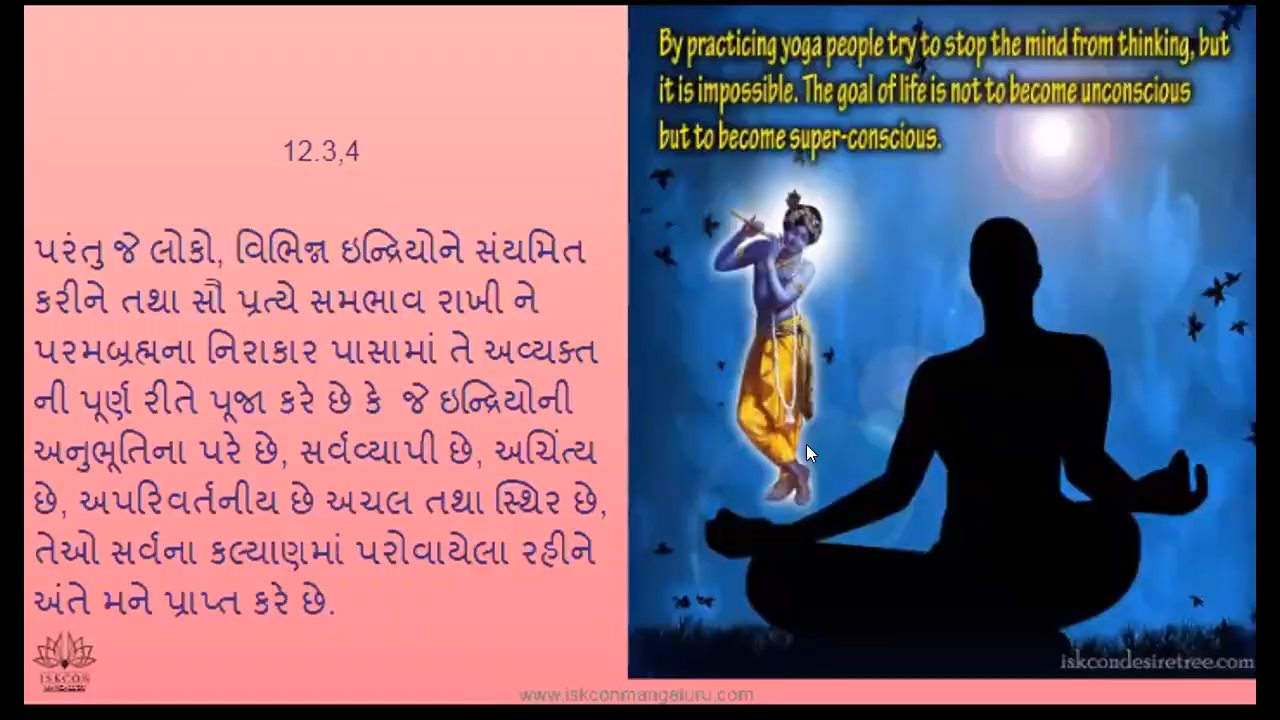 12.3,4
પરંતુ જે લોકો, વિભિન્ન ઇન્દ્રિયોને સંયમિત
કરીને તથા સૌ પ્રત્યે સમભાવ રાખી ને
પરમબ્રહ્મના નિરાકાર પાસામાં તે અવ્યક્ત
ની પૂર્ણ રીતે પૂજા કરે છે કે જે ઇન્દ્રિયોની
અનુભૂતિના પરે છે, સર્વવ્યાપી છે, અચિંત્ય
છે, અપરિવર્તનીય છે અચલ તથા સ્થિર છે,
તેઓ સર્વના કલ્યાણમાં પરોવાયેલા રહીને
અંતે મને પ્રાપ્ત કરે છે.
ISKCON
By practicing yoga people try to stop the mind from thinking, but
it is impossible. The goal of life is not to become unconscious
but to become super-conscious.
iskcondesiretree.com
www.iskconmangaluru.com